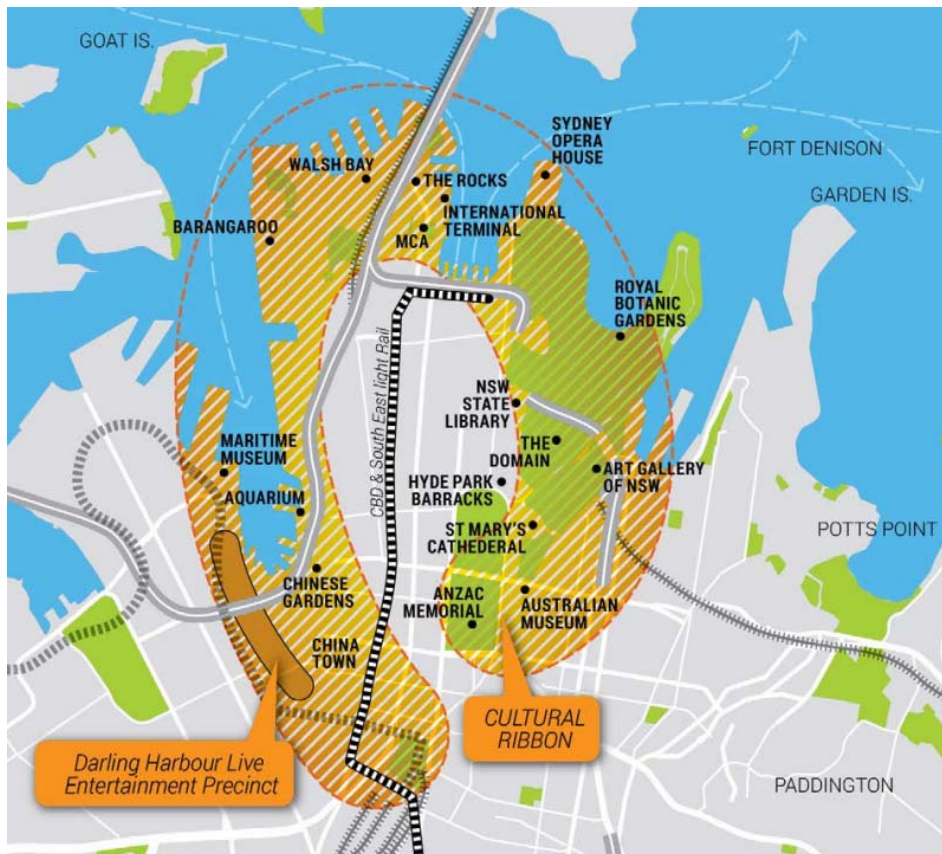 GOAT IS.
SYDNEY
OPERA
HOUSE
FORT DENISON
WALSH BAY
THE ROCKS
GARDEN IS.
INTERNATIONAL
TERMINAL
BARANGAROO
MCA
ROYAL
BOTANIC
GARDENS
CBD & South East light Rail
NSW
STATE
LIBRARY
MARITIME
MUSEUM
THE
DOMAIN
ART GALLERY
OF NSW
HYDE PARK
BARRACKS
AQUARIUM
ST MARY'S
CATHEDERAL
POTTS POINT
CHINESE
GARDENS
ANZAC
MEMORIAL
AUSTRALIAN
MUSEUM
CHINA
TOWN
CULTURAL
RIBBON
Darling Harbour Live
Entertainment Precinct
PADDINGTON